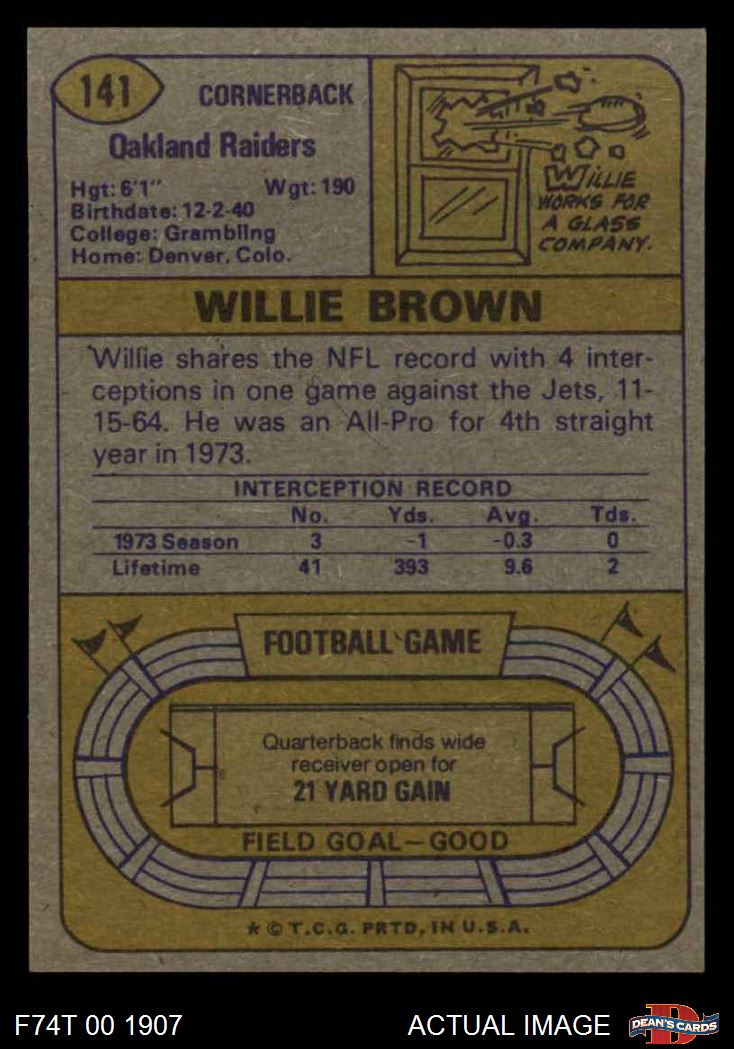 141
CORNERBACK
Oakland Raiders
Hgt: 6'1" Wgt: 190
Birthdate: 12-2-40
College: Grambling
Home: Denver, Colo.
WILLIE
WORKS FOR
A GLASS
COMPANY.
WILLIE BROWN
Willie shares the NFL record with 4 inter-
ceptions in one game against the Jets, 11-
15-64. He was an All-Pro for 4th straight
year in 1973.
INTERCEPTION RECORD
No. Yds. Avg. Tds.
1973 Season 3 -1 -0.3 0
Lifetime 41 393 9.6 2
FOOTBALL GAME
Quarterback finds wide
receiver open for
21 YARD GAIN
FIELD GOAL—GOOD
* © T.C.G. PRTD. IN U.S.A.
F74T 00 1907 ACTUAL IMAGE DEAN'S CARDS